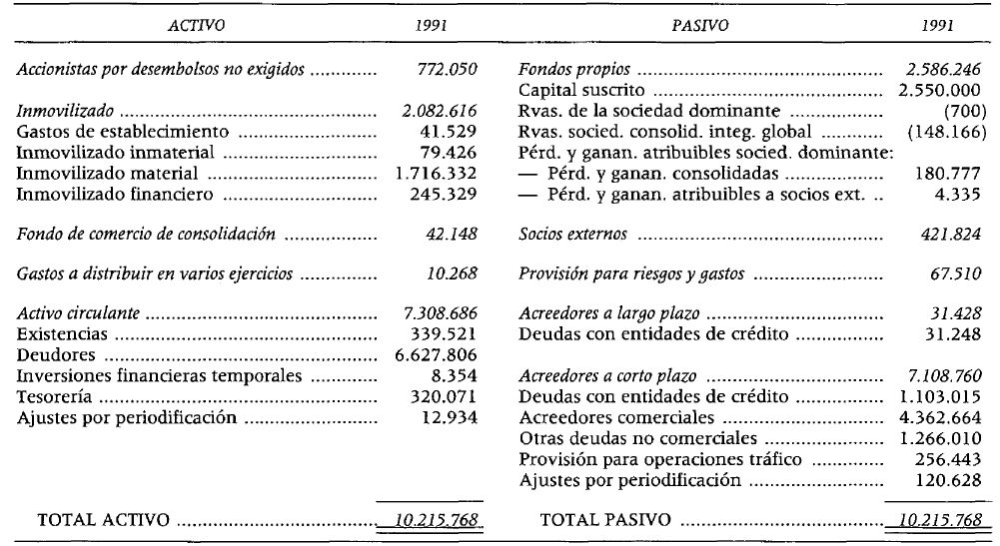 ACTIVO 1991
Accionistas por desembolsos no exigidos ............. 772.050
Inmovilizado ............. 2.082.616
Gastos de establecimiento ............. 41.529
Inmovilizado inmaterial ............. 79.426
Inmovilizado material ............. 1.716.332
Inmovilizado financiero ............. 245.329
Fondo de comercio de consolidación ............. 42.148
Gastos a distribuir en varios ejercicios ............. 10.268
Activo circulante ............. 7.308.686
Existencias ............. 339.521
Deudores ............. 6.627.806
Inversiones financieras temporales ............. 8.354
Tesorería ............. 320.071
Ajustes por periodificación ............. 12.934
TOTAL ACTIVO ............. 10.215.768
PASIVO 1991
Fondos propios ............. 2.586.246
Capital suscrito ............. 2.550.000
Rvas. de la sociedad dominante ............. (700)
Rvas. socied. consolid. integ. global ............. (148.166)
Pérd. y ganan. atribuibles socied. dominante:
— Pérd. y ganan. consolidadas ............. 180.777
— Pérd. y ganan. atribuibles a socios ext. .. 4.335
Socios externos ............. 421.824
Provisión para riesgos y gastos ............. 67.510
Acreedores a largo plazo ............. 31.428
Deudas con entidades de crédito ............. 31.248
Acreedores a corto plazo ............. 7.108.760
Deudas con entidades de crédito ............. 1.103.015
Acreedores comerciales ............. 4.362.664
Otras deudas no comerciales ............. 1.266.010
Provisión para operaciones tráfico ............. 256.443
Ajustes por periodificación ............. 120.628
TOTAL PASIVO ............. 10.215.768